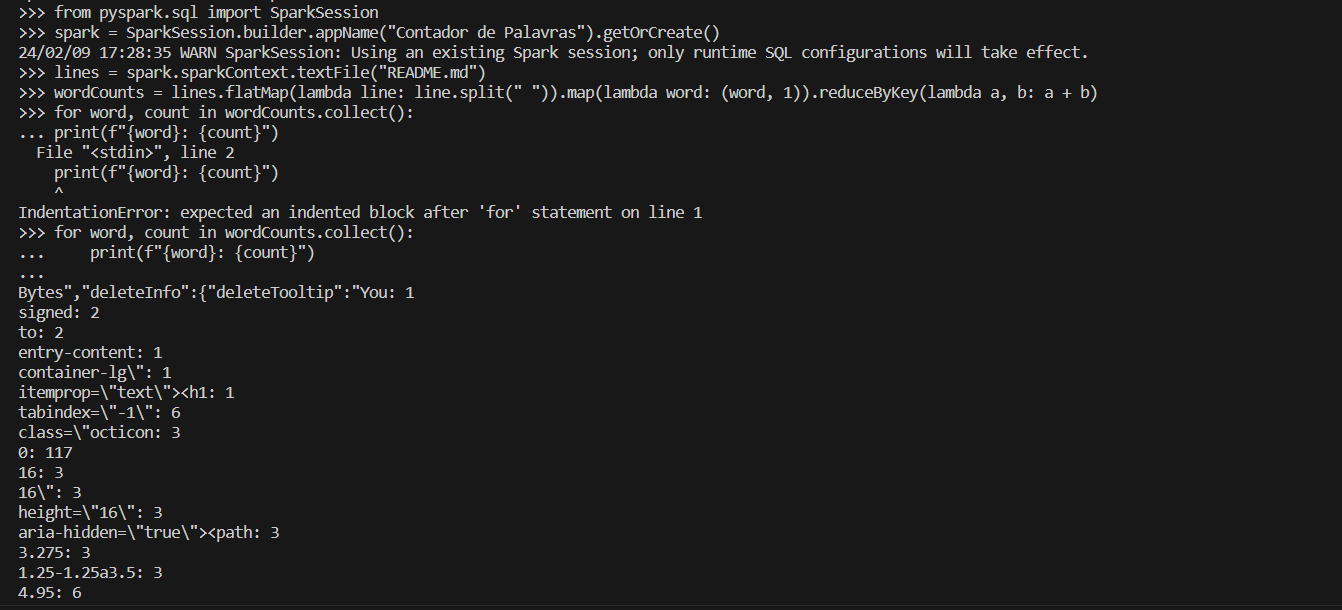 >>> from pyspark.sql import SparkSession
>>> spark = SparkSession.builder.appName("Contador de Palavras").getOrCreate()
24/02/09 17:28:35 WARN SparkSession: Using an existing Spark session; only runtime SQL configurations will take effect.
>>> lines = spark.sparkContext.textFile("README.md")
>>> wordCounts = lines.flatMap(lambda line: line.split(" ")).map(lambda word: (word, 1)).reduceByKey(lambda a, b: a + b)
>>> for word, count in wordCounts.collect():
... print(f"{word}: {count}")
  File "<stdin>", line 2
    print(f"{word}: {count}")
    ^
IndentationError: expected an indented block after 'for' statement on line 1
>>> for word, count in wordCounts.collect():
...     print(f"{word}: {count}")
...
Bytes","deleteInfo":{"deleteTooltip":"You: 1
signed: 2
to: 2
entry-content: 1
container-lg\": 1
itemprop=\"text\"><h1: 1
tabindex=\"-1\": 6
class=\"octicon: 3
0: 117
16: 3
16\": 3
height=\"16\": 3
aria-hidden=\"true\"><path: 3
3.275: 3
1.25-1.25a3.5: 3
4.95: 6